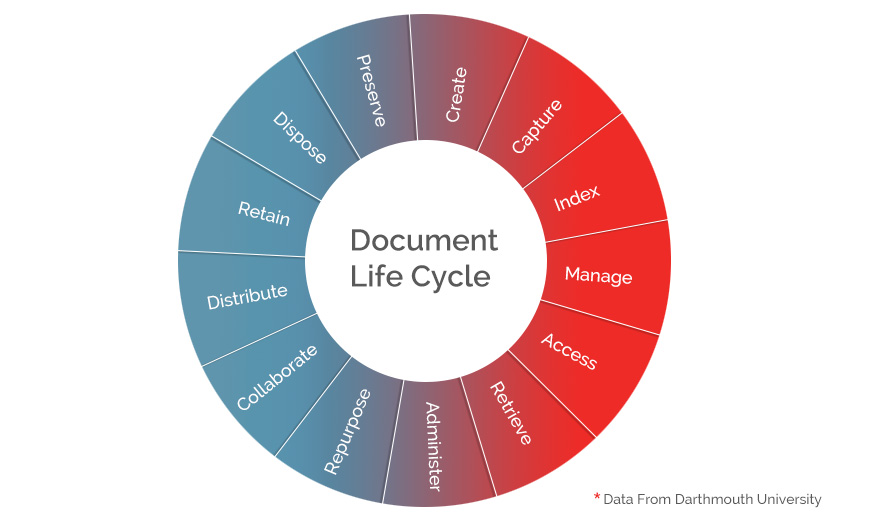 Create
Capture
Index
Manage
Access
Retrieve
Administer
Repurpose
Collaborate
Distribute
Retain
Dispose
Preserve
Document
Life Cycle
* Data From Darthmouth University